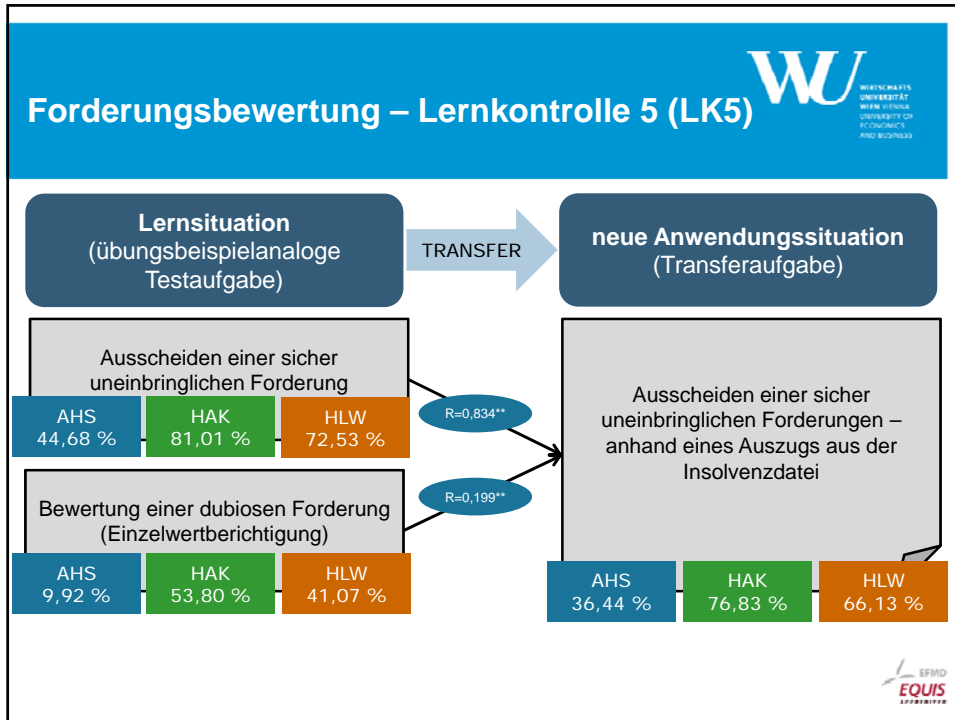 Forderungsbewertung – Lernkontrolle 5 (LK5)
WU
WIRTSCHAFTS
UNIVERSITÄT
WIEN VIENNA
UNIVERSITY OF
ECONOMICS
AND BUSINESS
Lernsituation
(übungsbeispielanaloge
Testaufgabe)
TRANSFER
neue Anwendungssituation
(Transferaufgabe)
Ausscheiden einer sicher
uneinbringlichen Forderung
AHS
44,68 %
HAK
81,01 %
HLW
72,53 %
R=0,834**
Bewertung einer dubiosen Forderung
(Einzelwertberichtigung)
AHS
9,92 %
HAK
53,80 %
HLW
41,07 %
R=0,199**
Ausscheiden einer sicher
uneinbringlichen Forderungen –
anhand eines Auszugs aus der
Insolvenzdatei
AHS
36,44 %
HAK
76,83 %
HLW
66,13 %
EFMD
EQUIS